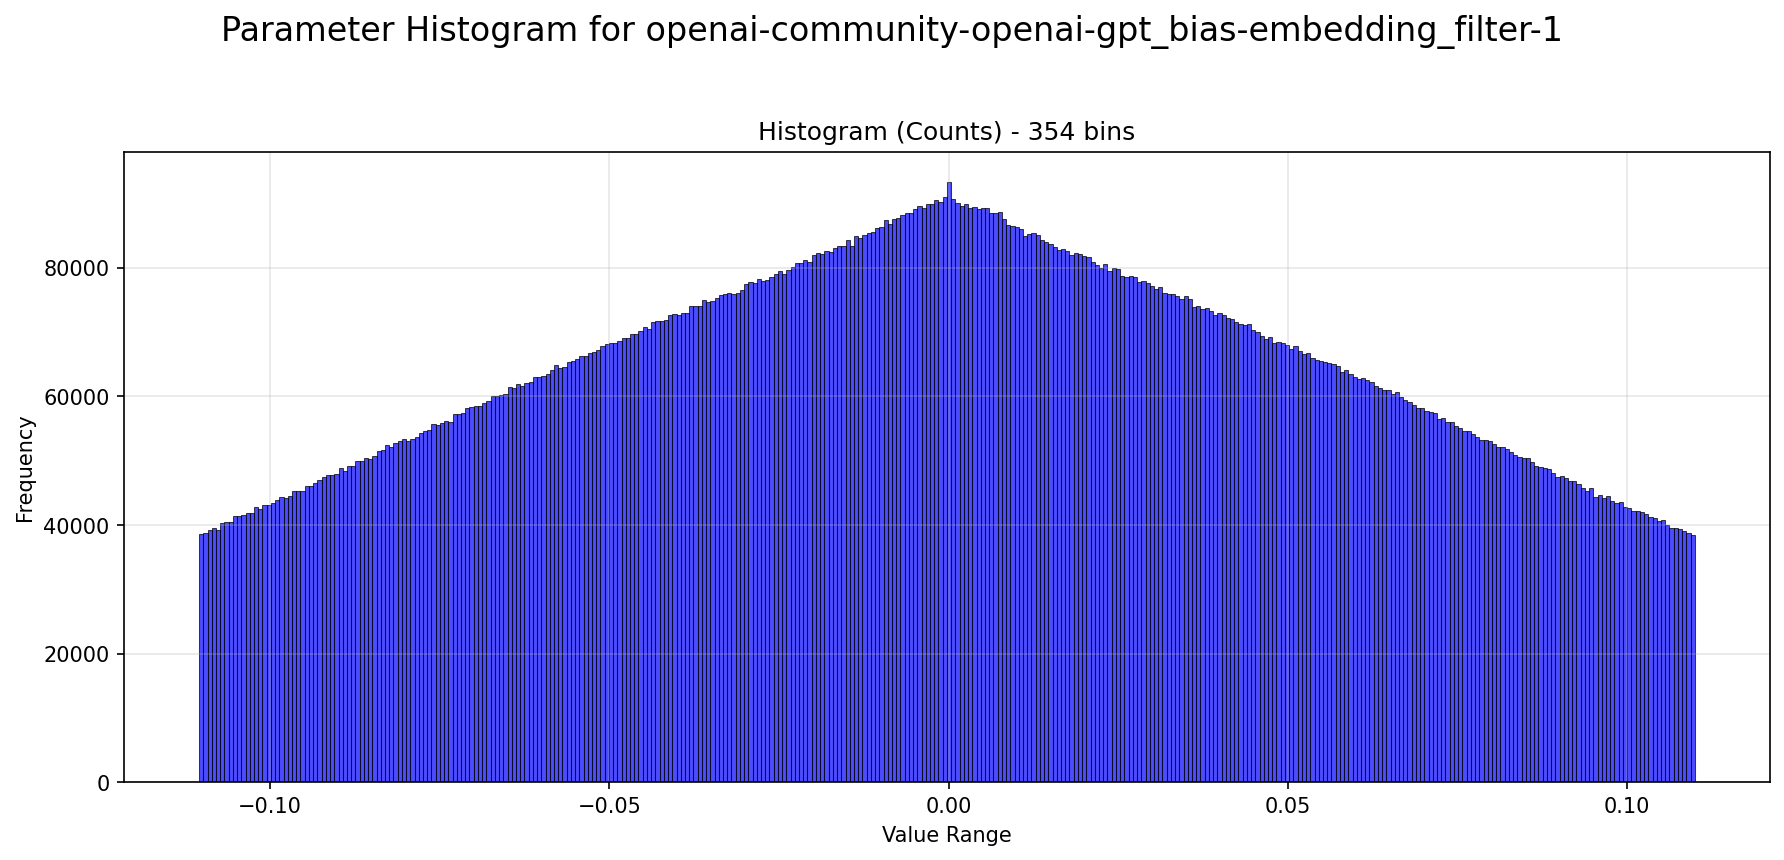 Parameter Histogram for openai-community-openai-gpt_bias-embedding_filter-1
Histogram (Counts) - 354 bins
Frequency
80000
60000
40000
20000
0
−0.10
−0.05
0.00
0.05
0.10
Value Range